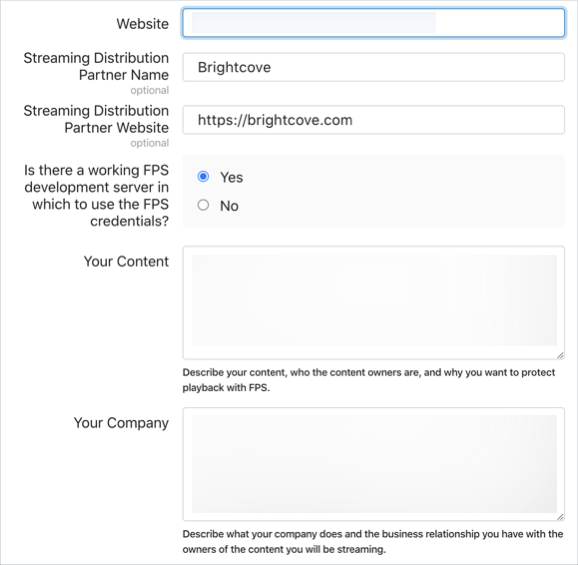 Website
Streaming Distribution
Partner Name
optional
Brightcove
Streaming Distribution
Partner Website
optional
https://brightcove.com
Is there a working FPS
development server in
which to use the FPS
credentials?
Yes
No
Your Content
Describe your content, who the content owners are, and why you want to protect
playback with FPS.
Your Company
Describe what your company does and the business relationship you have with the
owners of the content you will be streaming.